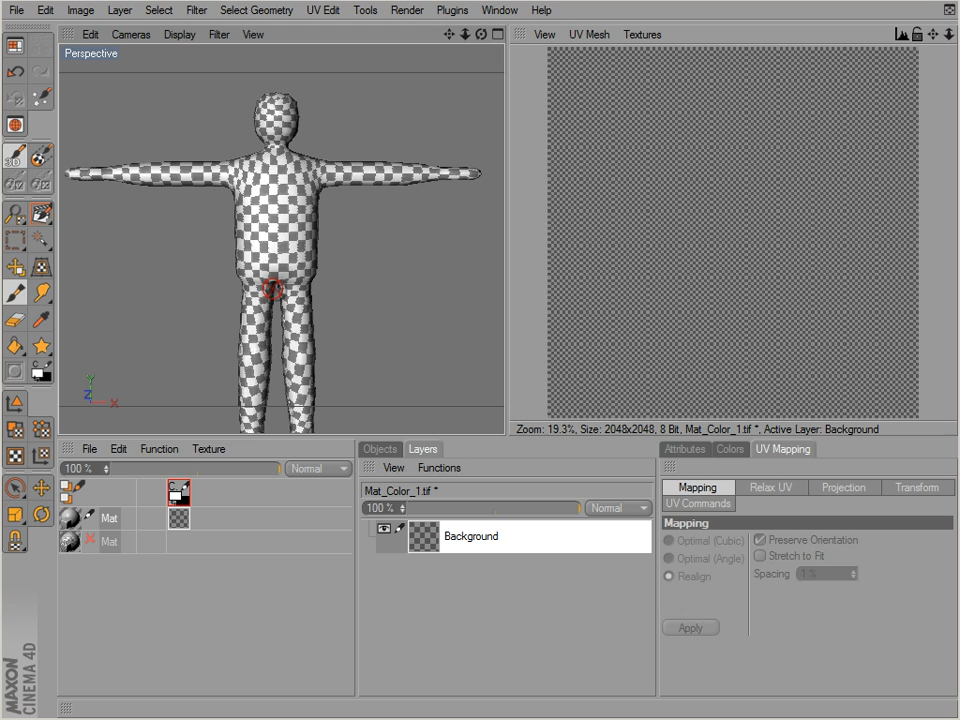 File Edit Image Layer Select Filter Select Geometry UV Edit Tools Render Plugins Window Help
Edit Cameras Display Filter View
View UV Mesh Textures
Perspective
3D
Y
Z
X
Zoom: 19.3%, Size: 2048x2048, 8 Bit, Mat_Color_1.tif *, Active Layer: Background
File Edit Function Texture
100 % Normal
C
Mat
Mat
Objects Layers
View Functions
Mat_Color_1.tif *
100 % Normal
Background
Attributes Colors UV Mapping
Mapping Relax UV Projection Transform
UV Commands
Mapping
Optimal (Cubic) Preserve Orientation
Optimal (Angle) Stretch to Fit
Realign Spacing 1 %
Apply
MAXON
CINEMA 4D